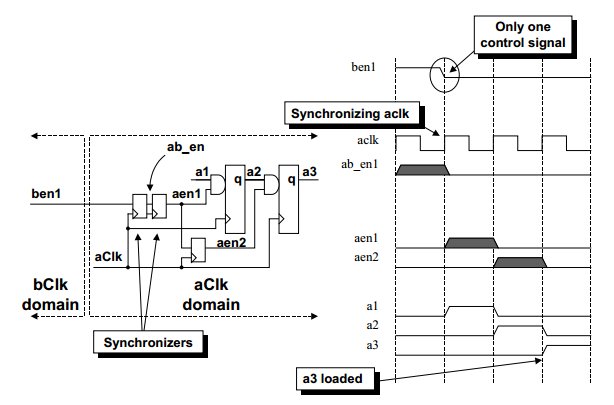 Only one
control signal
ben1
Synchronizing aclk
aclk
ab_en1
ab_en
a1
q
a2
q
a3
ben1
aen1
aen2
aClk
aen1
aen2
bClk
domain
aClk
domain
a1
a2
a3
Synchronizers
a3 loaded